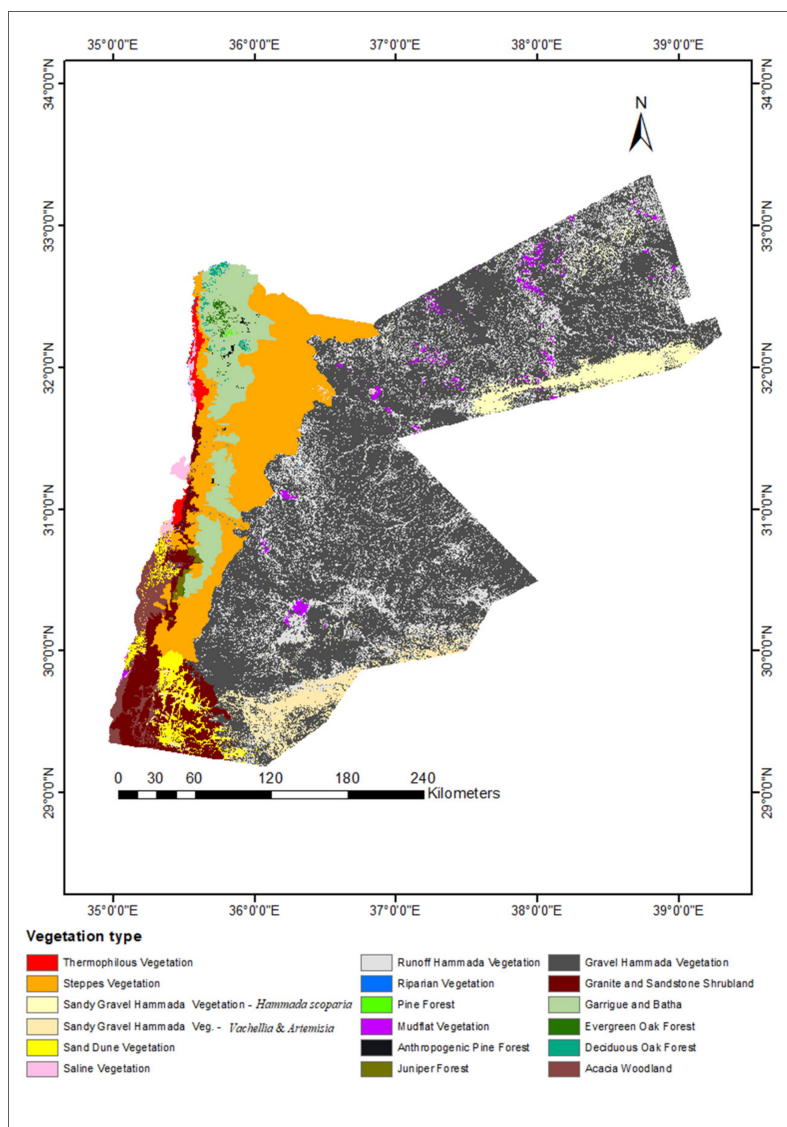 35°0'0"E 36°0'0"E 37°0'0"E 38°0'0"E 39°0'0"E
34°0'0"N 34°0'0"N
N
33°0'0"N 33°0'0"N
32°0'0"N 32°0'0"N
31°0'0"N 31°0'0"N
30°0'0"N 30°0'0"N
0 30 60 120 180 240
Kilometers
29°0'0"N 29°0'0"N
35°0'0"E 36°0'0"E 37°0'0"E 38°0'0"E 39°0'0"E
Vegetation type
Thermophilous Vegetation
Steppes Vegetation
Sandy Gravel Hammada Vegetation - Hammada scoparia
Sandy Gravel Hammada Veg. - Vachellia & Artemisia
Sand Dune Vegetation
Saline Vegetation
Runoff Hammada Vegetation
Riparian Vegetation
Pine Forest
Mudflat Vegetation
Anthropogenic Pine Forest
Juniper Forest
Gravel Hammada Vegetation
Granite and Sandstone Shrubland
Garrigue and Batha
Evergreen Oak Forest
Deciduous Oak Forest
Acacia Woodland